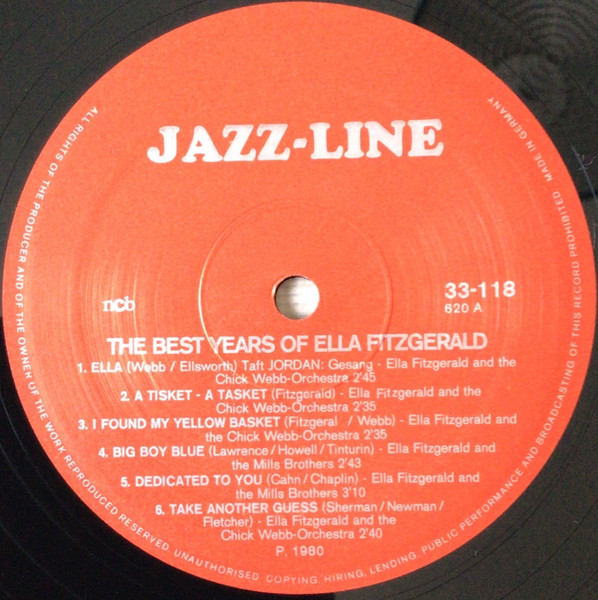 JAZZ-LINE
ncb
33-118
620 A
THE BEST YEARS OF ELLA FITZGERALD
1. ELLA (Webb / Ellsworth) Taft JORDAN: Gesang - Ella Fitzgerald and the
Chick Webb-Orchestra 2'45
2. A TISKET - A TASKET (Fitzgerald) - Ella Fitzgerald and the
Chick Webb-Orchestra 2'35
3. I FOUND MY YELLOW BASKET (Fitzgeral / Webb) - Ella Fitzgerald and
the Chick Webb-Orchestra 2'35
4. BIG BOY BLUE (Lawrence / Howell / Tinturin) - Ella Fitzgerald and
the Mills Brothers 2'43
5. DEDICATED TO YOU (Cahn / Chaplin) - Ella Fitzgerald and
the Mills Brothers 3'10
6. TAKE ANOTHER GUESS (Sherman / Newman /
Fletcher) - Ella Fitzgerald and the
Chick Webb-Orchestra 2'40
P. 1980
ALL RIGHTS OF THE PRODUCER AND OF THE OWNER OF THE WORK REPRODUCED RESERVED. UNAUTHORISED COPYING, HIRING, LENDING, PUBLIC PERFORMANCE AND BROADCASTING OF THIS RECORD PROHIBITED. MADE IN GERMANY